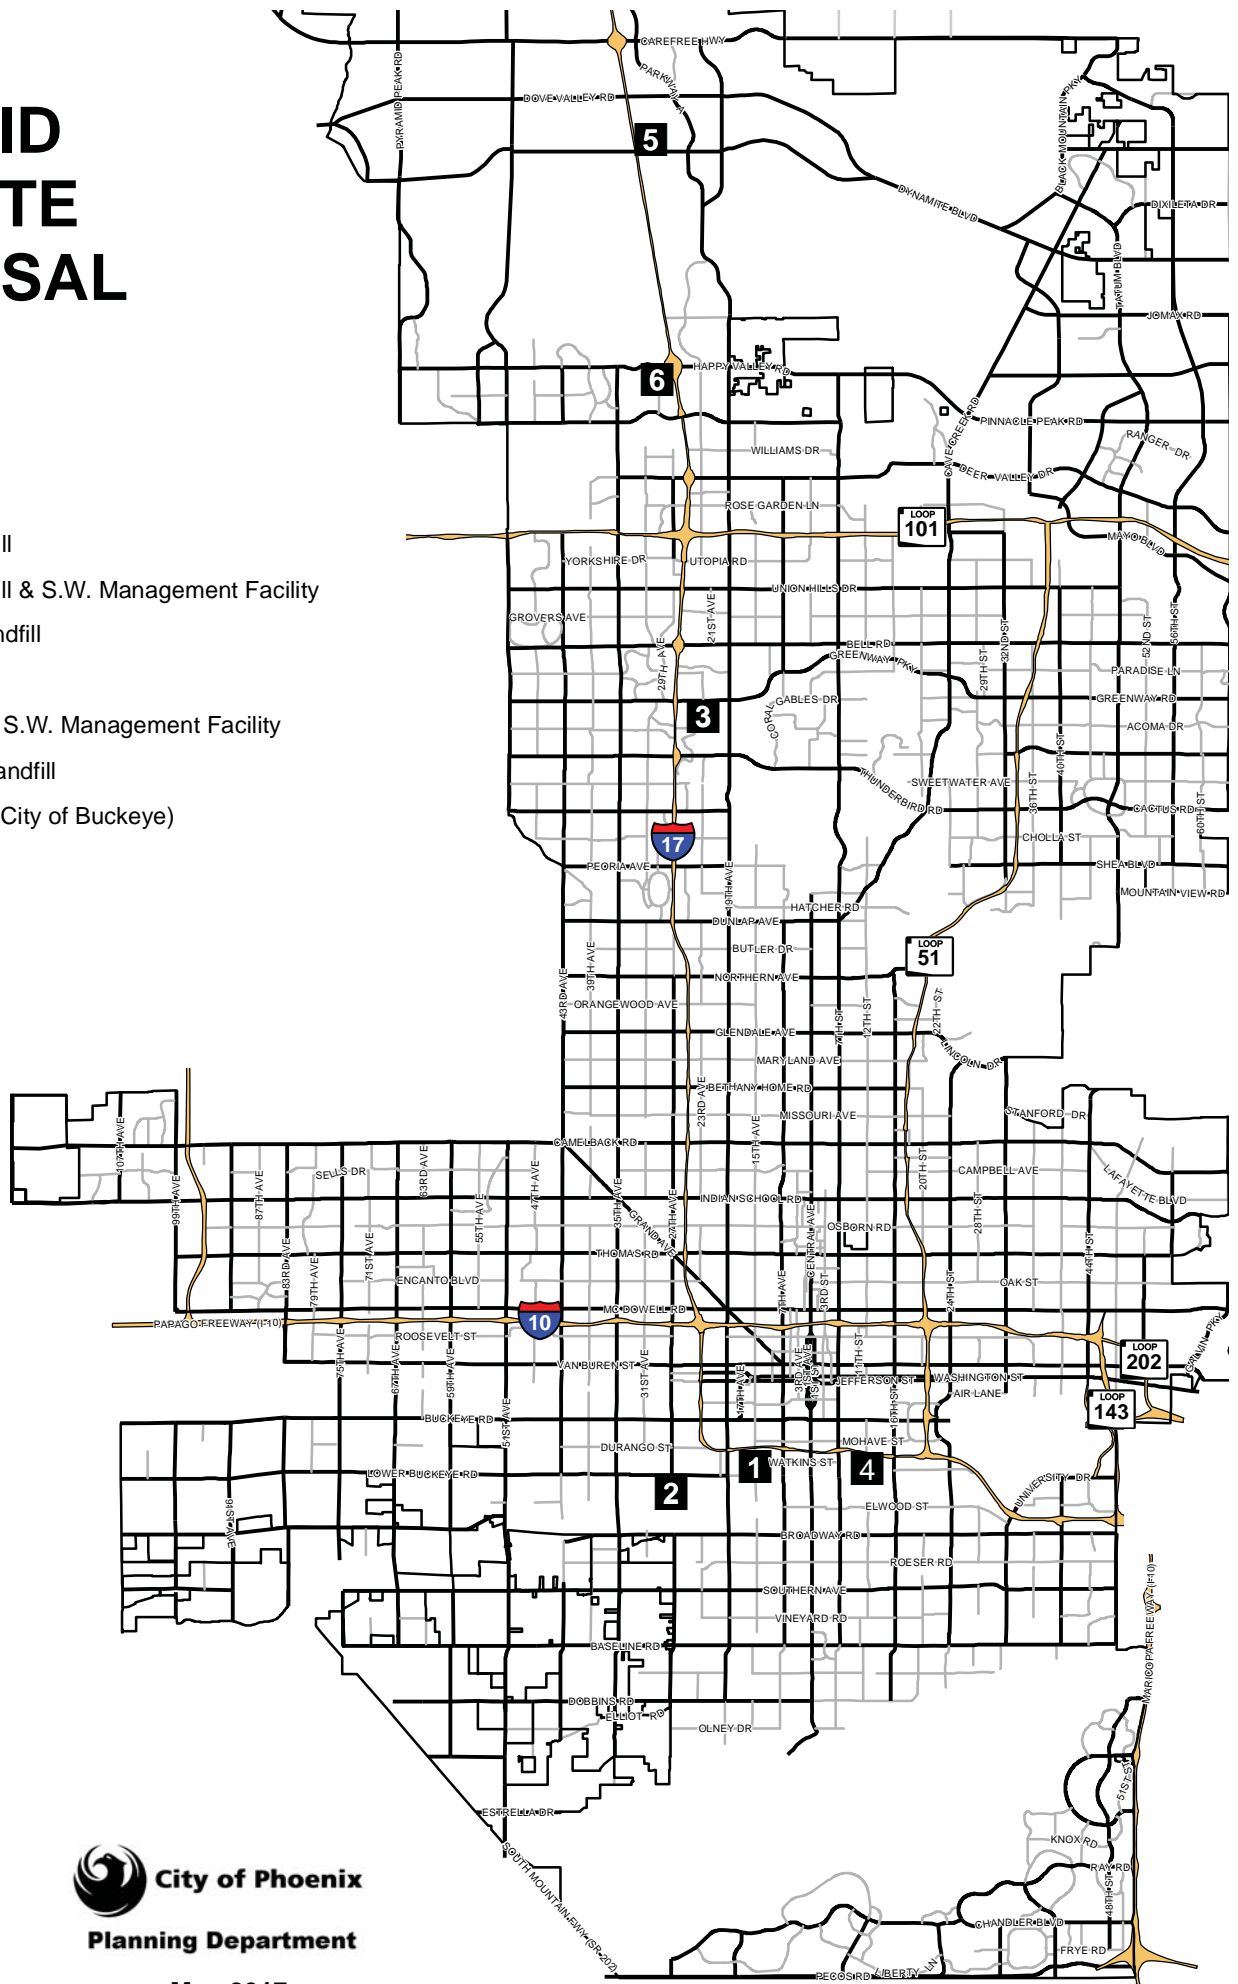 ID
TE
SAL
ll
ll & S.W. Management Facility
ndfill
S.W. Management Facility
andfill
City of Buckeye)
CAREFREE HWY
PYRAMID PEAK RD
PARKWAY A
DOVE VALLEY RD
BLACK MOUNTAIN PKY
5
DYNAMITE BLVD
DIXILETA DR
TATUM BLVD
JOMAX RD
HAPPY VALLEY RD
6
CAVE CREEK RD
PINNACLE PEAK RD
RANGER DR
WILLIAMS DR
DEER VALLEY DR
ROSE GARDEN LN
LOOP
101
MAYO BLVD
YORKSHIRE DR
UTOPIA RD
UNION HILLS DR
GROVERS AVE
21ST AVE
29TH AVE
BELL RD
GREENWAY PKY
29TH ST
32ND ST
52ND ST
56TH ST
PARADISE LN
GREENWAY RD
CORAL GABLES DR
3
ACOMA DR
40TH ST
THUNDERBIRD RD
SWEETWATER AVE
36TH ST
CACTUS RD
60TH ST
17
CHOLLA ST
PEORIA AVE
SHEA BLVD
19TH AVE
MOUNTAIN VIEW RD
HATCHER RD
DUNLAP AVE
LOOP
51
BUTLER DR
39TH AVE
43RD AVE
NORTHERN AVE
ORANGEWOOD AVE
7TH ST
12TH ST
22TH ST
GLENDALE AVE
LINCOLN DR
MARYLAND AVE
BETHANY HOME RD
23RD AVE
MISSOURI AVE
15TH AVE
STANFORD DR
CAMELBACK RD
107TH AVE
99TH AVE
87TH AVE
SELLS DR
63RD AVE
55TH AVE
47TH AVE
35TH AVE
27TH AVE
20TH ST
28TH ST
CAMPBELL AVE
LAFAYETTE BLVD
INDIAN SCHOOL RD
GRAND AVE
CENTRAL AVE
OSBORN RD
83RD AVE
79TH AVE
71ST AVE
THOMAS RD
44TH ST
ENCANTO BLVD
7TH AVE
3RD ST
24TH ST
OAK ST
MC DOWELL RD
PAPAGO FREEWAY (I-10)
10
75TH AVE
67TH AVE
59TH AVE
ROOSEVELT ST
31ST AVE
VAN BUREN ST
11TH ST
3RD AVE
1ST AVE
1ST ST
LOOP
202
GALVIN PKY
17TH AVE
JEFFERSON ST
WASHINGTON ST
AIR LANE
16TH ST
LOOP
143
51ST AVE
BUCKEYE RD
DURANGO ST
MOHAVE ST
1
WATKINS ST
4
LOWER BUCKEYE RD
2
UNIVERSITY DR
91ST AVE
ELWOOD ST
BROADWAY RD
ROESER RD
SOUTHERN AVE
VINEYARD RD
BASELINE RD
MARICOPA FREEWAY (I-10)
DOBBINS RD
ELLIOT RD
OLNEY DR
51ST ST
ESTRELLA DR
SOUTH MOUNTAIN FWY (SR-202)
KNOX RD
RAY RD
48TH ST
CHANDLER BLVD
FRYE RD
PECOS RD
LIBERTY LN
City of Phoenix
Planning Department